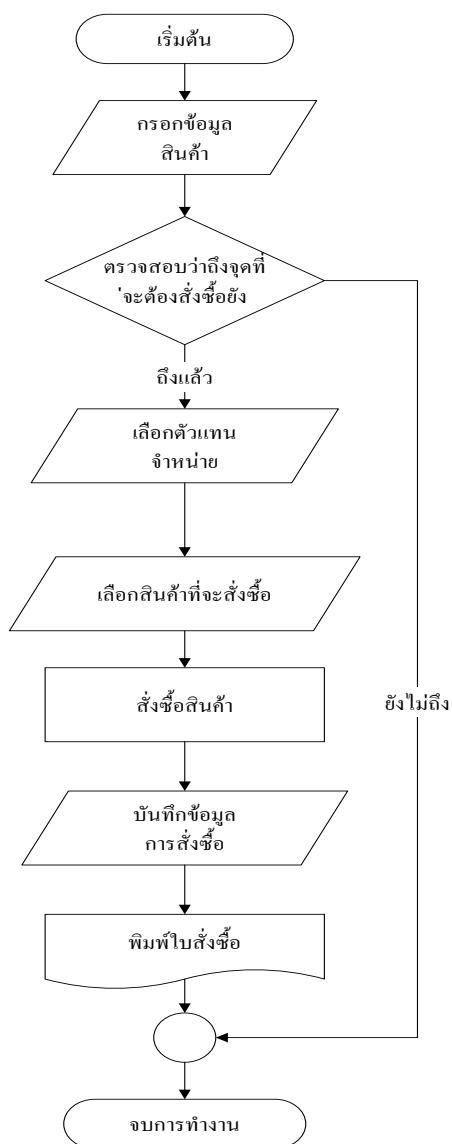 เริ่มต้น
กรอกข้อมูล
สินค้า
ตรวจสอบว่าถึงจุดที่
่จะต้องสั่งซื้อยัง
ถึงแล้ว
เลือกตัวแทน
จำหน่าย
เลือกสินค้าที่จะสั่งซื้อ
สั่งซื้อสินค้า
ยังไม่ถึง
บันทึกข้อมูล
การสั่งซื้อ
พิมพ์ใบสั่งซื้อ
จบการทำงาน